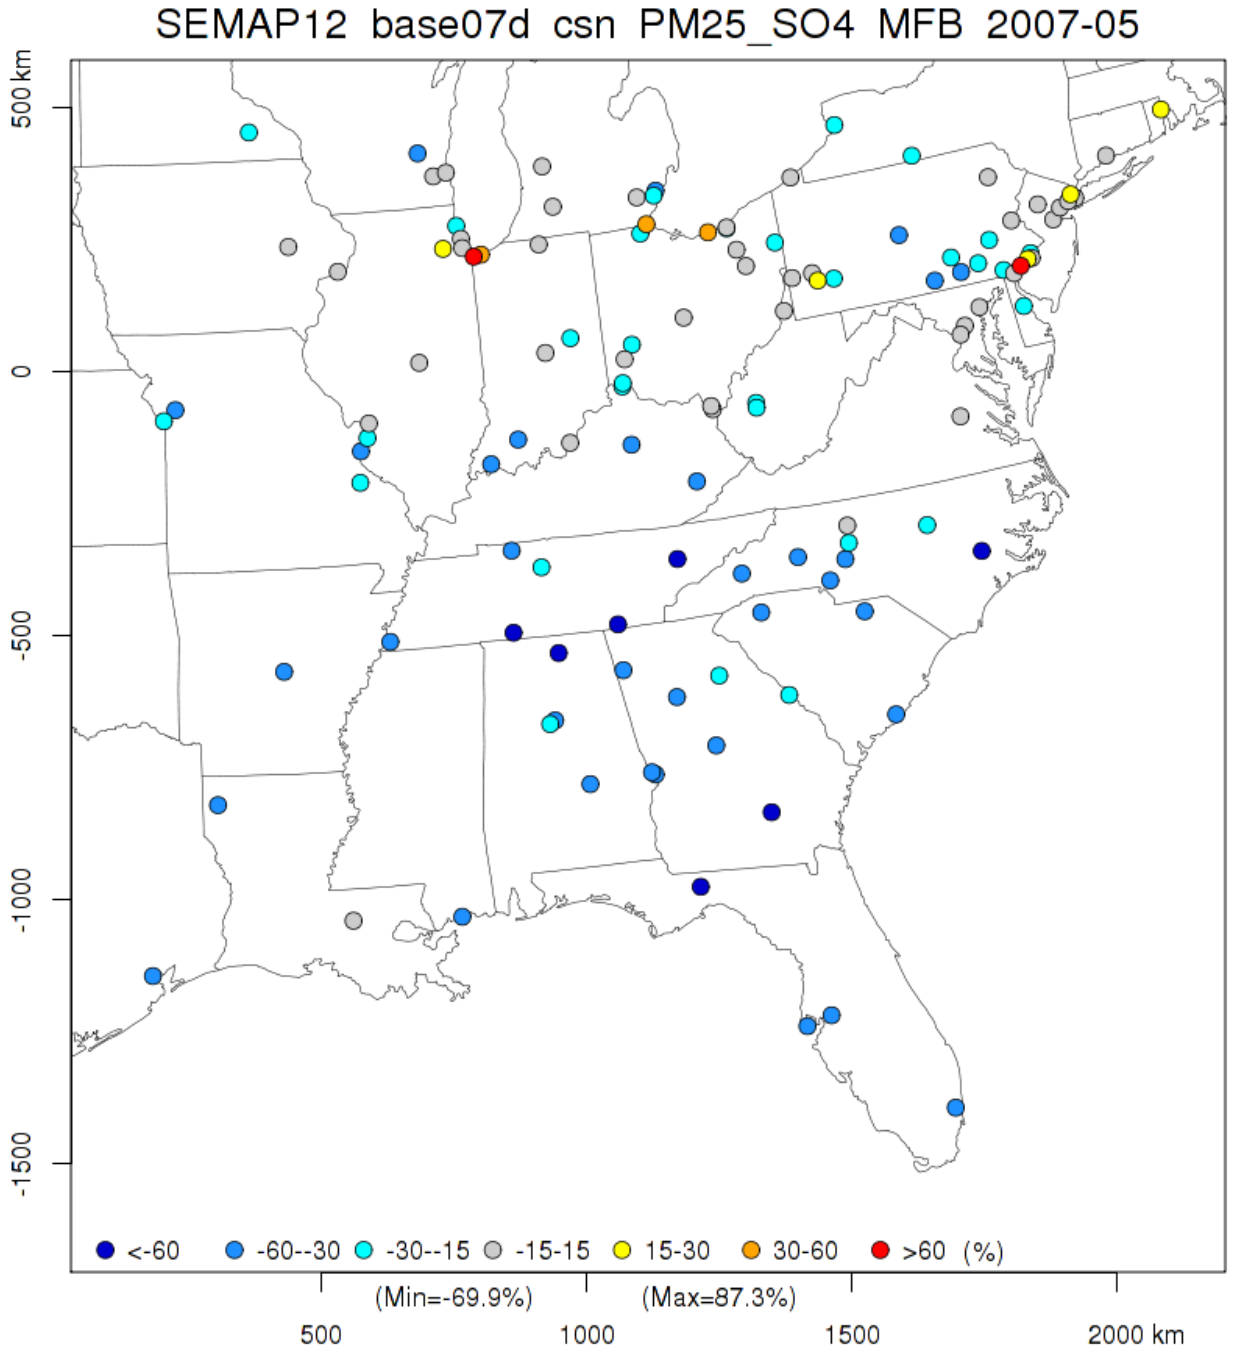 SEMAP12 base07d csn PM25_SO4 MFB 2007-05
500 km
0
-500
-1000
-1500
<-60 -60--30 -30--15 -15-15 15-30 30-60 >60 (%)
(Min=-69.9%) (Max=87.3%)
500 1000 1500 2000 km